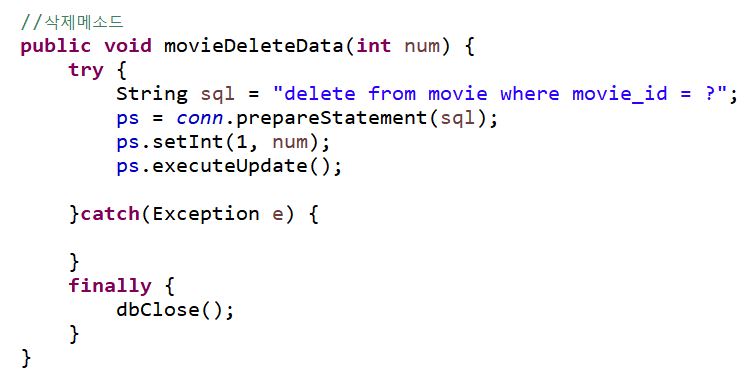 //삭제메소드
public void movieDeleteData(int num) {
    try {
        String sql = "delete from movie where movie_id = ?";
        ps = conn.prepareStatement(sql);
        ps.setInt(1, num);
        ps.executeUpdate();

    }catch(Exception e) {

    }
    finally {
        dbClose();
    }
}